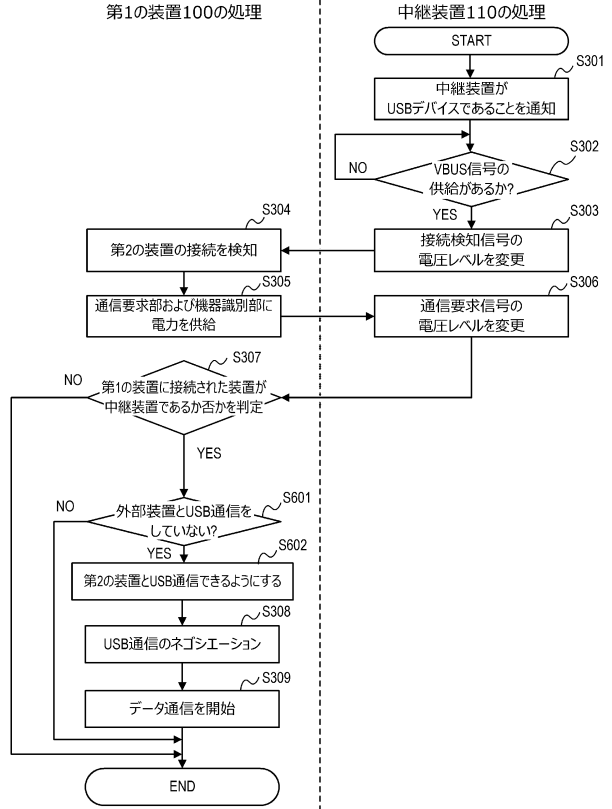 第1の装置100の処理
中継装置110の処理
START
S301
中継装置が
USBデバイスであることを通知
S302
VBUS信号の
供給があるか?
NO
YES
S303
接続検知信号の
電圧レベルを変更
S304
第2の装置の接続を検知
S305
通信要求部および機器識別部に
電力を供給
S306
通信要求信号の
電圧レベルを変更
S307
第1の装置に接続された装置が
中継装置であるか否かを判定
NO
YES
S601
外部装置とUSB通信を
していない?
NO
YES
S602
第2の装置とUSB通信できるようにする
S308
USB通信のネゴシエーション
S309
データ通信を開始
END